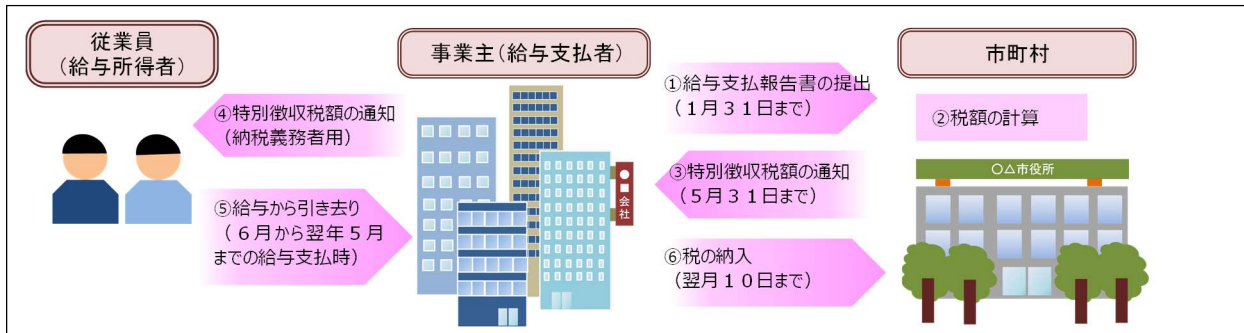 従業員
（給与所得者）
事業主（給与支払者）
市町村
①給与支払報告書の提出
（１月３１日まで）
②税額の計算
③特別徴収税額の通知
（５月３１日まで）
④特別徴収税額の通知
（納税義務者用）
⑤給与から引き去り
（６月から翌年５月
までの給与支払時）
⑥税の納入
（翌月１０日まで）
●■会社
○△市役所